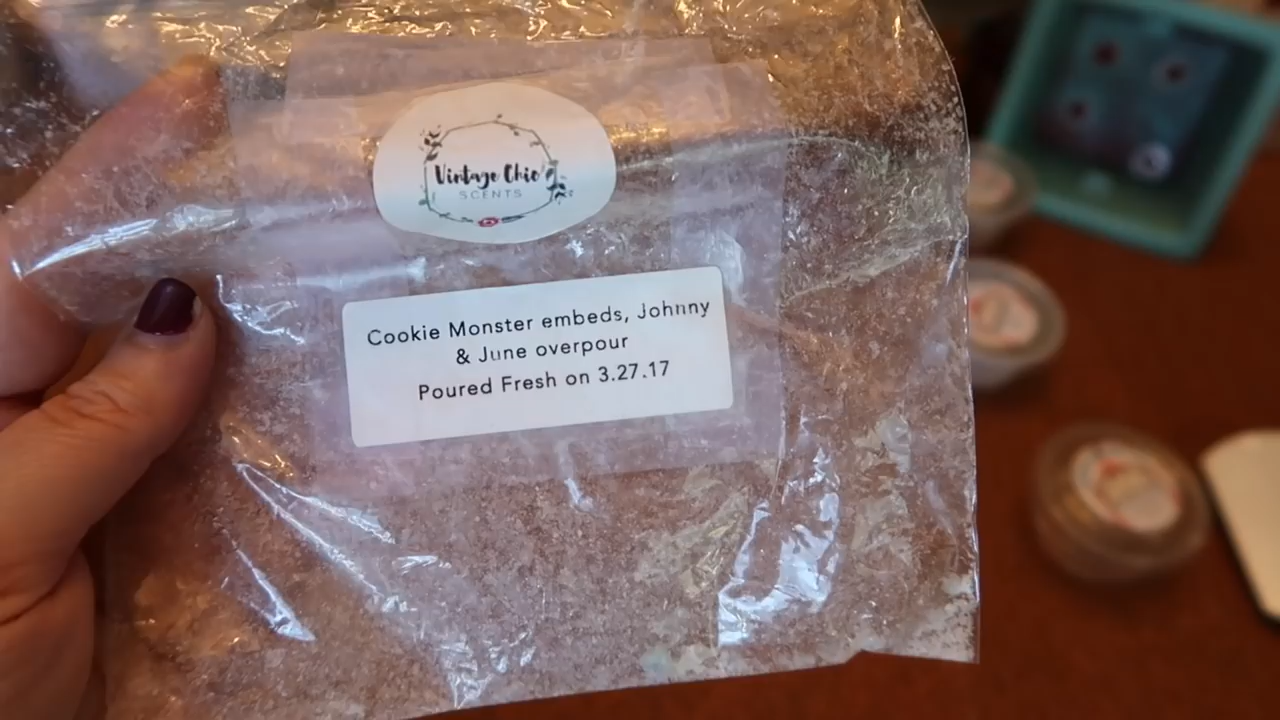 Vintage Chic
SCENTS
Cookie Monster embeds, Johnny
& June overpour
Poured Fresh on 3.27.17